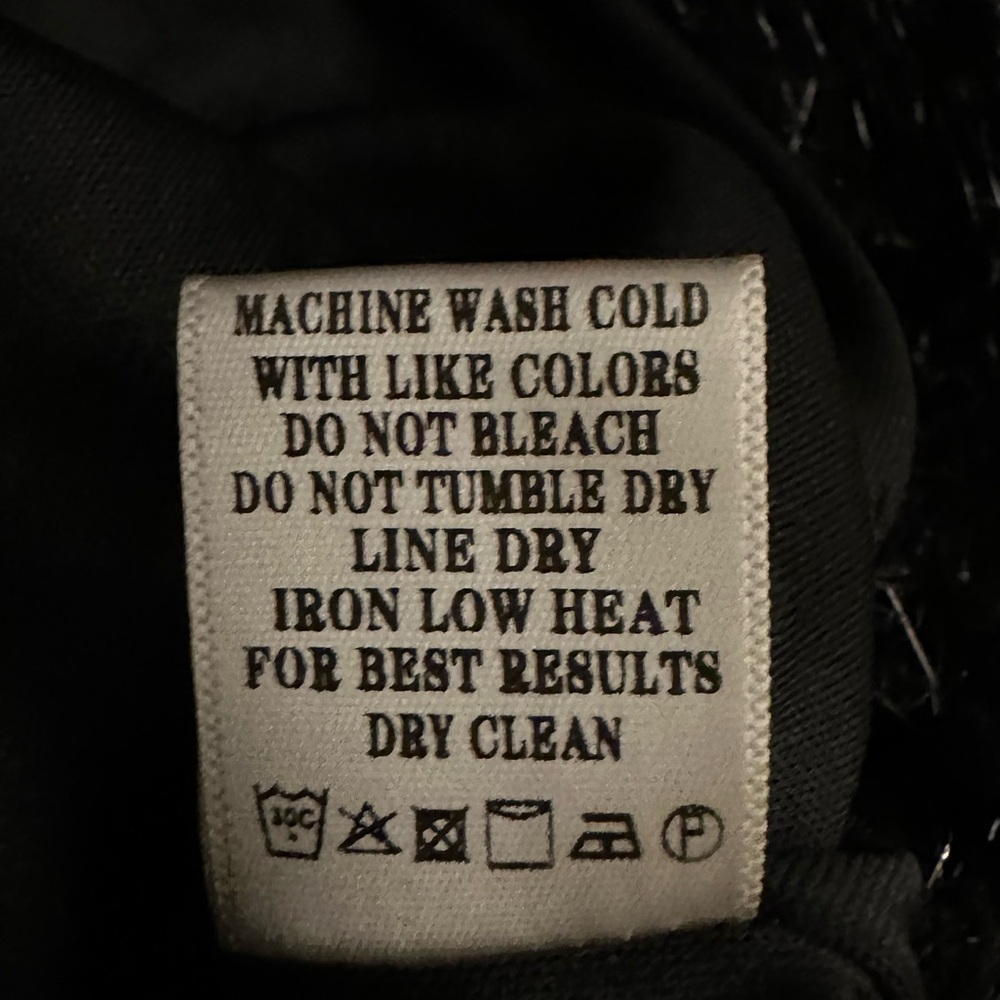 MACHINE WASH COLD
WITH LIKE COLORS
DO NOT BLEACH
DO NOT TUMBLE DRY
LINE DRY
IRON LOW HEAT
FOR BEST RESULTS
DRY CLEAN
30C P